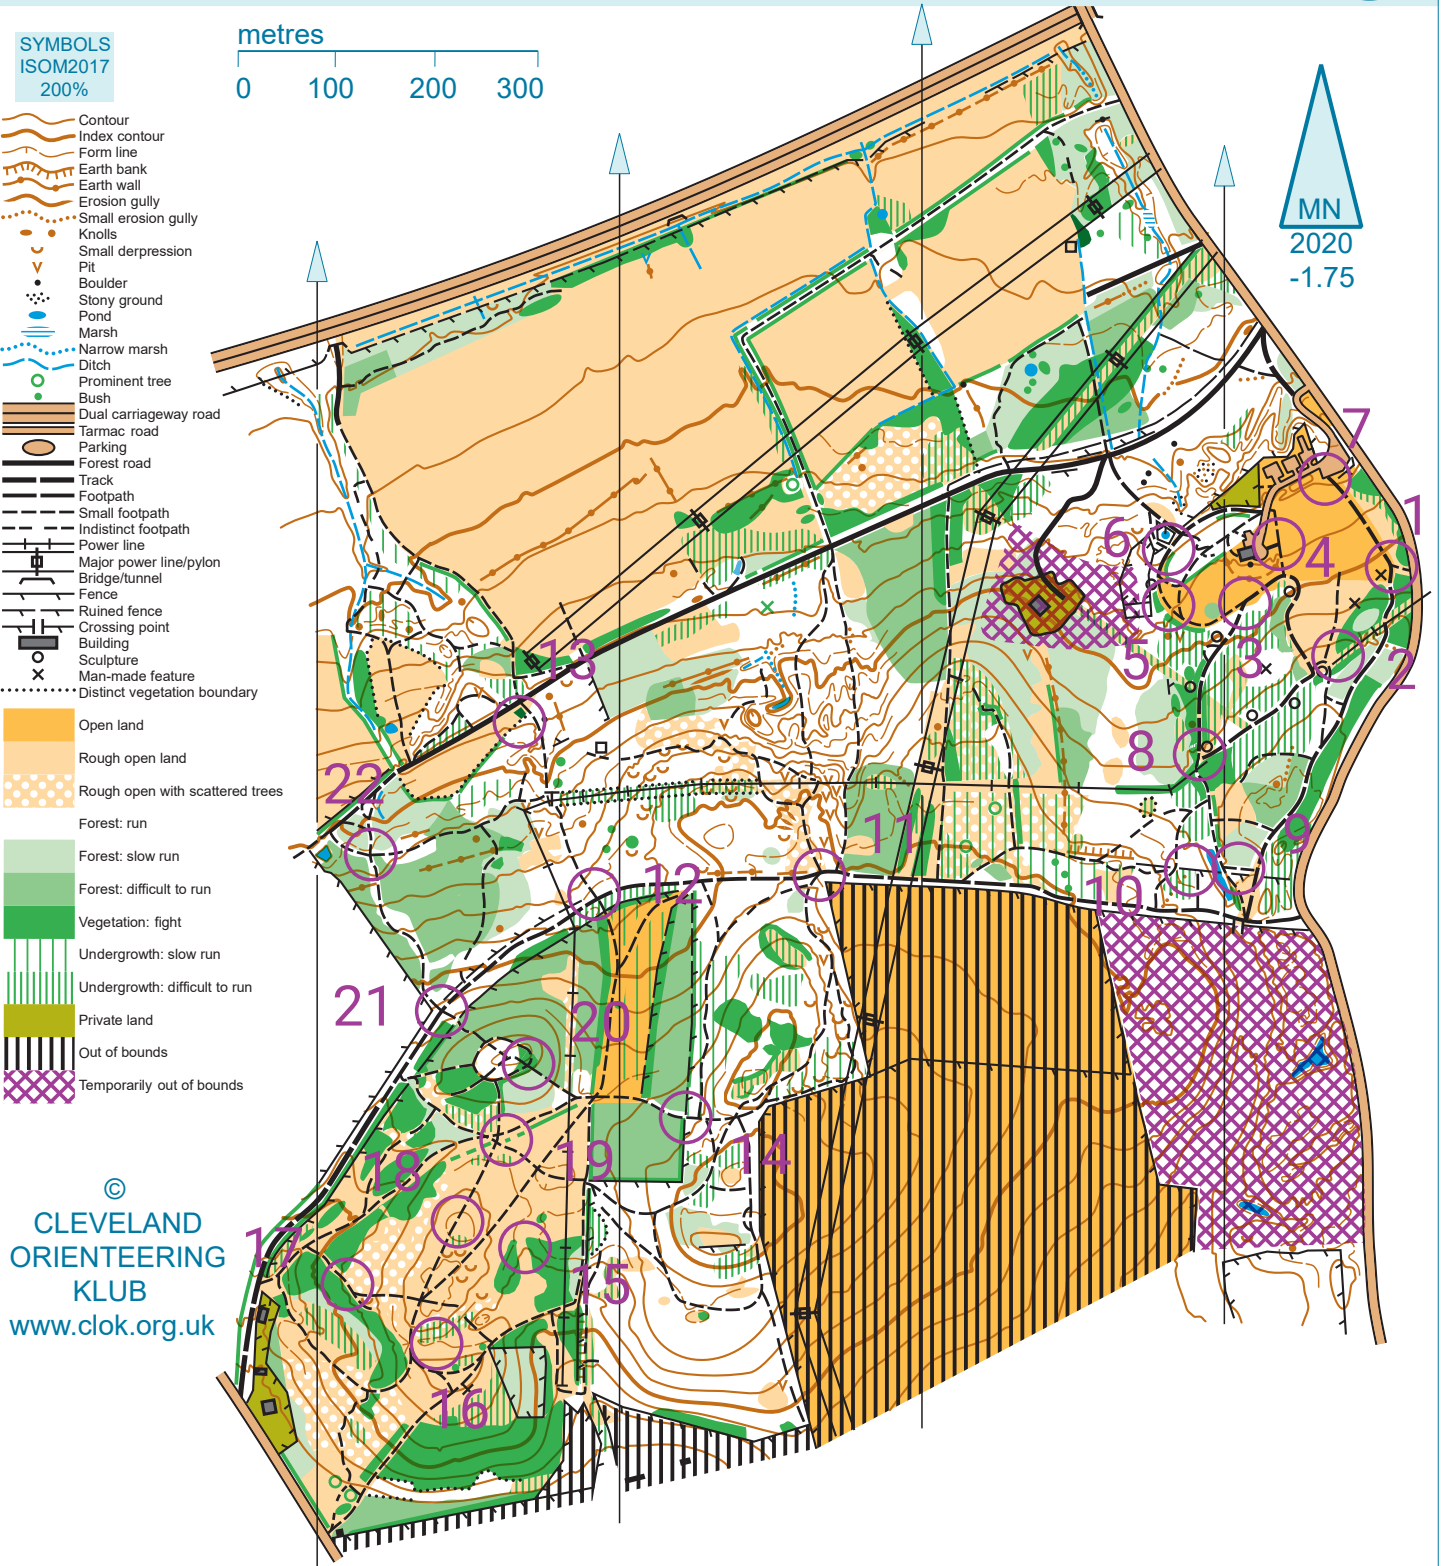 SYMBOLS
ISOM2017
200%
metres
0 100 200 300
MN
2020
-1.75
Contour
Index contour
Form line
Earth bank
Earth wall
Erosion gully
Small erosion gully
Knolls
Small derpression
Pit
Boulder
Stony ground
Pond
Marsh
Narrow marsh
Ditch
Prominent tree
Bush
Dual carriageway road
Tarmac road
Parking
Forest road
Track
Footpath
Small footpath
Indistinct footpath
Power line
Major power line/pylon
Bridge/tunnel
Fence
Ruined fence
Crossing point
Building
Sculpture
Man-made feature
Distinct vegetation boundary
Open land
Rough open land
Rough open with scattered trees
Forest: run
Forest: slow run
Forest: difficult to run
Vegetation: fight
Undergrowth: slow run
Undergrowth: difficult to run
Private land
Out of bounds
Temporarily out of bounds
©
CLEVELAND
ORIENTEERING
KLUB
www.clok.org.uk
7
1
6
4
5
3
2
13
8
22
11
9
12
10
21
20
14
19
18
17
15
16